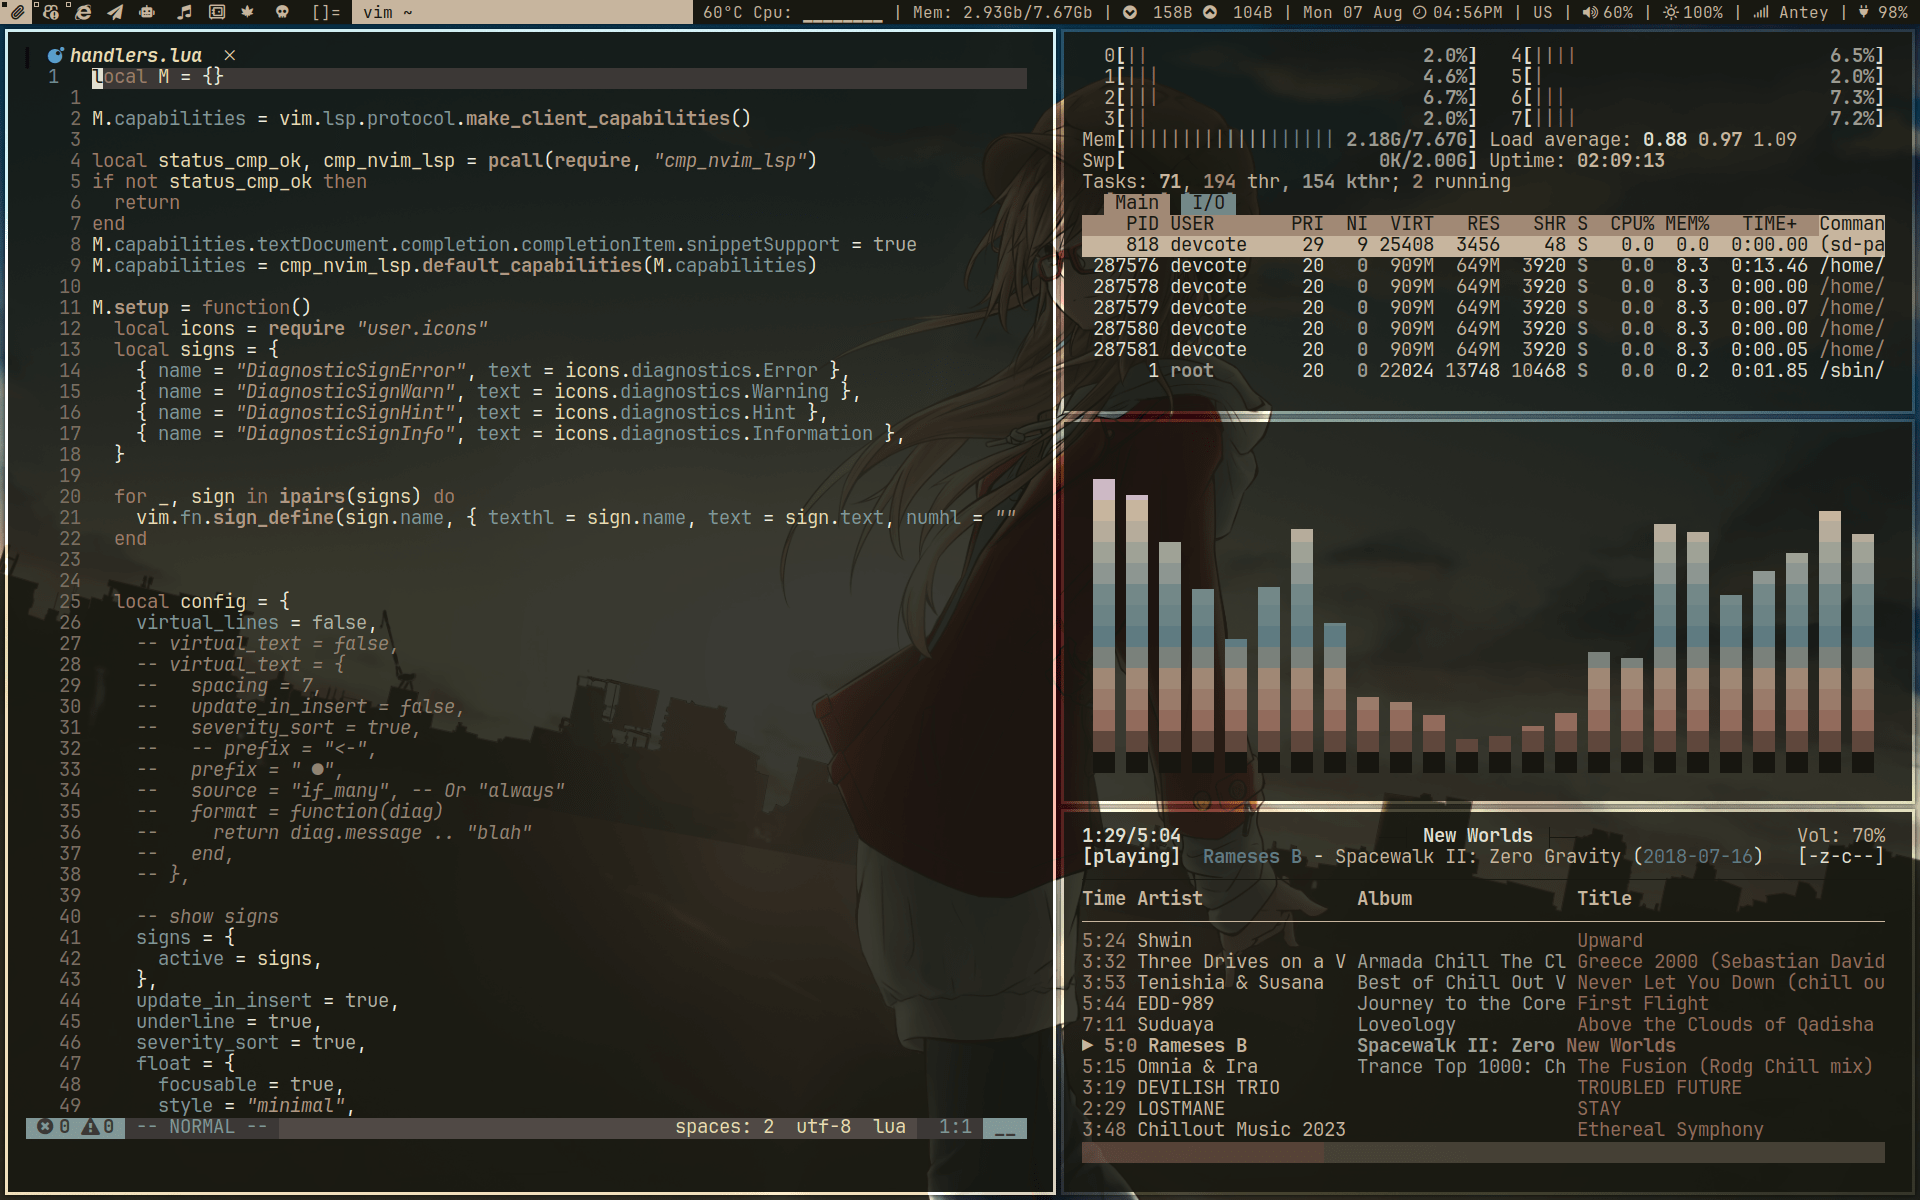 []= vim ~ 60°C Cpu: ________ | Mem: 2.93Gb/7.67Gb | 158B 104B | Mon 07 Aug 04:56PM | US | 60% | 100% | Antey | 98%
handlers.lua ×
1 local M = {}
1
2 M.capabilities = vim.lsp.protocol.make_client_capabilities()
3
4 local status_cmp_ok, cmp_nvim_lsp = pcall(require, "cmp_nvim_lsp")
5 if not status_cmp_ok then
6 return
7 end
8 M.capabilities.textDocument.completion.completionItem.snippetSupport = true
9 M.capabilities = cmp_nvim_lsp.default_capabilities(M.capabilities)
10
11 M.setup = function()
12 local icons = require "user.icons"
13 local signs = {
14 { name = "DiagnosticSignError", text = icons.diagnostics.Error },
15 { name = "DiagnosticSignWarn", text = icons.diagnostics.Warning },
16 { name = "DiagnosticSignHint", text = icons.diagnostics.Hint },
17 { name = "DiagnosticSignInfo", text = icons.diagnostics.Information },
18 }
19
20 for _, sign in ipairs(signs) do
21 vim.fn.sign_define(sign.name, { texthl = sign.name, text = sign.text, numhl = ""
22 end
23
24
25 local config = {
26 virtual_lines = false,
27 -- virtual_text = false,
28 -- virtual_text = {
29 -- spacing = 7,
30 -- update_in_insert = false,
31 -- severity_sort = true,
32 -- -- prefix = "<-",
33 -- prefix = " ●",
34 -- source = "if_many", -- Or "always"
35 -- format = function(diag)
36 -- return diag.message .. "blah"
37 -- end,
38 -- },
39
40 -- show signs
41 signs = {
42 active = signs,
43 },
44 update_in_insert = true,
45 underline = true,
46 severity_sort = true,
47 float = {
48 focusable = true,
49 style = "minimal",
0 0 -- NORMAL -- spaces: 2 utf-8 lua 1:1 __
0[|| 2.0%] 4[|||| 6.5%]
1[||| 4.6%] 5[| 2.0%]
2[||| 6.7%] 6[||| 7.3%]
3[|| 2.0%] 7[|||| 7.2%]
Mem[||||||||||||||||||| 2.18G/7.67G] Load average: 0.88 0.97 1.09
Swp[ 0K/2.00G] Uptime: 02:09:13
Tasks: 71, 194 thr, 154 kthr; 2 running
Main I/O
PID USER PRI NI VIRT RES SHR S CPU% MEM% TIME+ Comman
818 devcote 29 9 25408 3456 48 S 0.0 0.0 0:00.00 (sd-pa
287576 devcote 20 0 909M 649M 3920 S 0.0 8.3 0:13.46 /home/
287578 devcote 20 0 909M 649M 3920 S 0.0 8.3 0:00.00 /home/
287579 devcote 20 0 909M 649M 3920 S 0.0 8.3 0:00.07 /home/
287580 devcote 20 0 909M 649M 3920 S 0.0 8.3 0:00.00 /home/
287581 devcote 20 0 909M 649M 3920 S 0.0 8.3 0:00.05 /home/
1 root 20 0 22024 13748 10468 S 0.0 0.2 0:01.85 /sbin/
1:29/5:04 New Worlds Vol: 70%
[playing] Rameses B - Spacewalk II: Zero Gravity (2018-07-16) [-z-c--]
Time Artist Album Title
5:24 Shwin Upward
3:32 Three Drives on a V Armada Chill The Cl Greece 2000 (Sebastian David
3:53 Tenishia & Susana Best of Chill Out V Never Let You Down (chill ou
5:44 EDD-989 Journey to the Core First Flight
7:11 Suduaya Loveology Above the Clouds of Qadisha
▶ 5:0 Rameses B Spacewalk II: Zero New Worlds
5:15 Omnia & Ira Trance Top 1000: Ch The Fusion (Rodg Chill mix)
3:19 DEVILISH TRIO TROUBLED FUTURE
2:29 LOSTMANE STAY
3:48 Chillout Music 2023 Ethereal Symphony